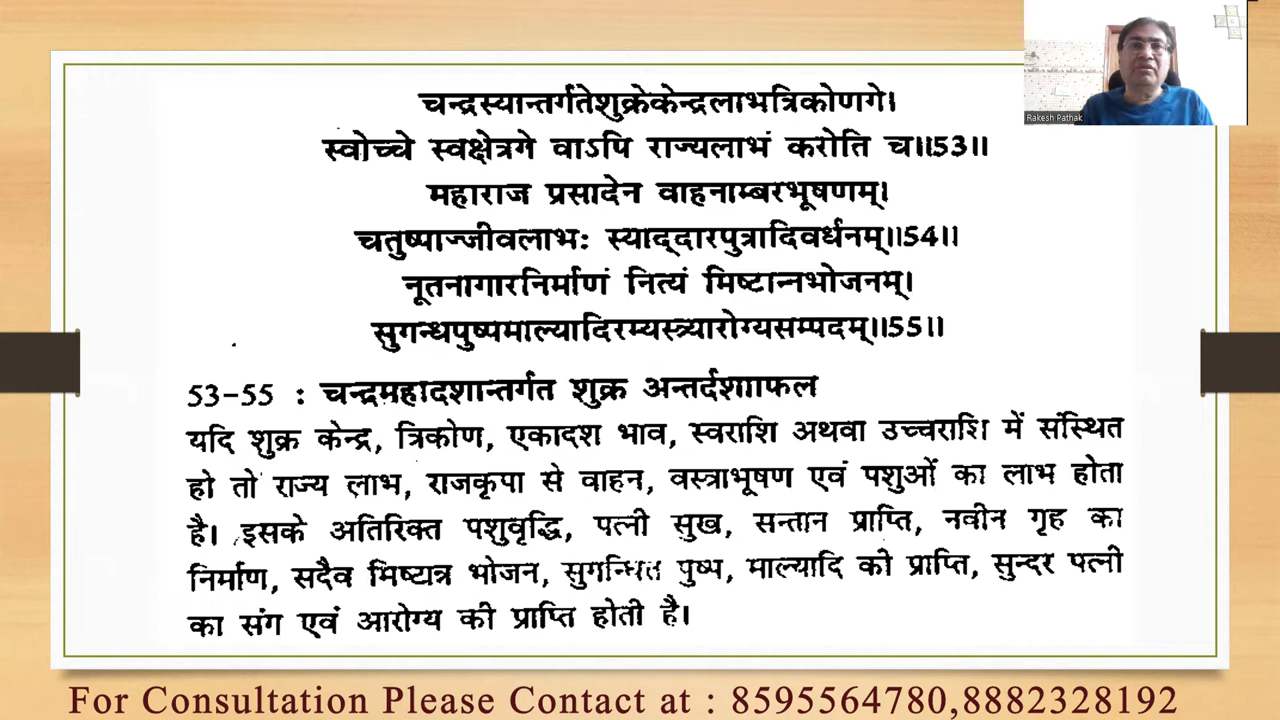 चन्द्रस्यान्तर्गतेशुक्रेकेन्द्रलाभत्रिकोणगे।
स्वोच्चे स्वक्षेत्रगे वाऽपि राज्यलाभं करोति च॥53॥
महाराज प्रसादेन वाहनाम्बरभूषणम्।
चतुष्पाज्जीवलाभः स्याद्दारपुत्रादिवर्धनम्॥54॥
नूतनागारनिर्माणं नित्यं मिष्टान्नभोजनम्।
सुगन्धपुष्पमाल्यादिरम्यस्त्र्यारोग्यसम्पदम्॥55॥
53-55 : चन्द्रमहादशान्तर्गत शुक्र अन्तर्दशााफल
यदि शुक्र केन्द्र, त्रिकोण, एकादश भाव, स्वराशि अथवा उच्चराशि में संस्थित
हो तो राज्य लाभ, राजकृपा से वाहन, वस्त्राभूषण एवं पशुओं का लाभ होता
है। इसके अतिरिक्त पशुवृद्धि, पत्नी सुख, सन्तान प्राप्ति, नवीन गृह का
निर्माण, सदैव मिष्टान्न भोजन, सुगन्धित पुष्प, माल्यादि की प्राप्ति, सुन्दर पत्नी
का संग एवं आरोग्य की प्राप्ति होती है।
Rakesh Pathak
For Consultation Please Contact at : 8595564780,8882328192